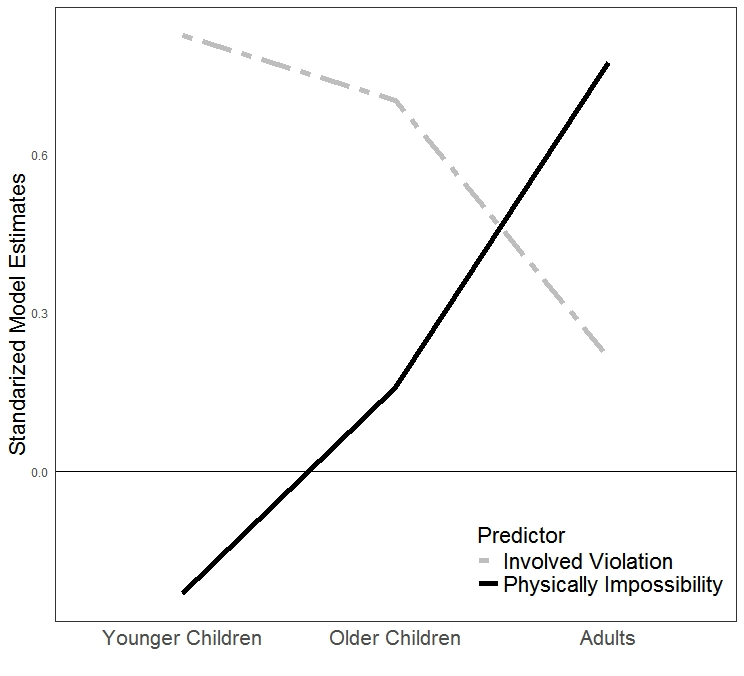 Standarized Model Estimates
0.6
0.3
0.0
Predictor
Involved Violation
Physically Impossibility
Younger Children
Older Children
Adults